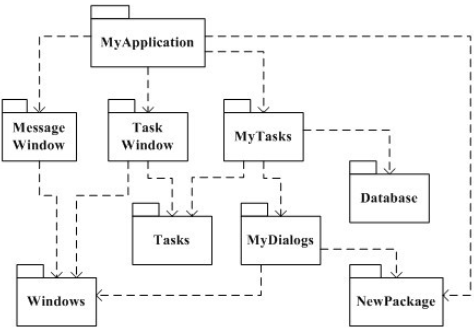 MyApplication
Message
Window
Task
Window
MyTasks
Database
Tasks
MyDialogs
Windows
NewPackage